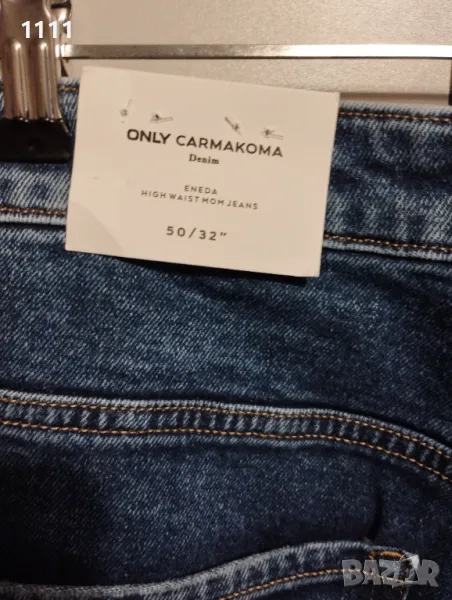 1111
ONLY CARMAKOMA
Denim
ENEDA
HIGH WAIST MOM JEANS
50/32"
BAZAR